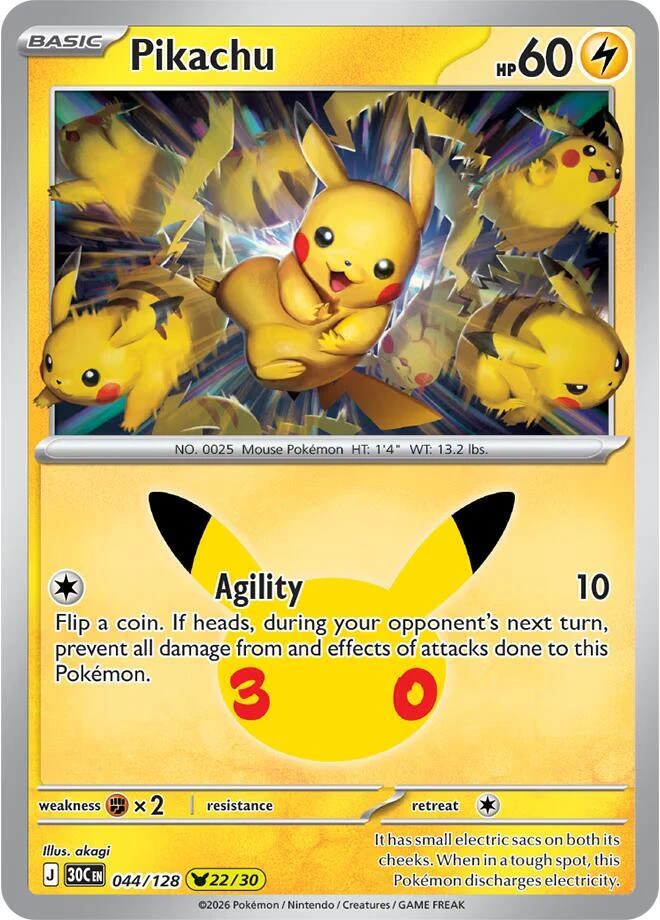 BASIC
Pikachu
HP 60
NO. 0025 Mouse Pokémon HT: 1'4" WT: 13.2 lbs.
Agility 10
Flip a coin. If heads, during your opponent's next turn,
prevent all damage from and effects of attacks done to this
Pokémon.
3 0
weakness ×2 resistance retreat
Illus. akagi
It has small electric sacs on both its
cheeks. When in a tough spot, this
Pokémon discharges electricity.
J 30C EN 044/128 22/30
©2026 Pokémon / Nintendo / Creatures / GAME FREAK